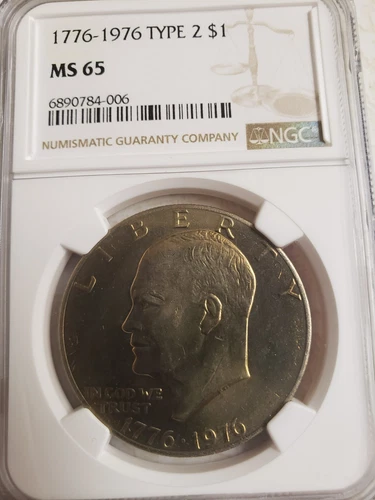 1776-1976 TYPE 2 $1
MS 65
6890784-006
NUMISMATIC GUARANTY COMPANY
NGC
LIBERTY
IN GOD WE
TRUST
1776·1976